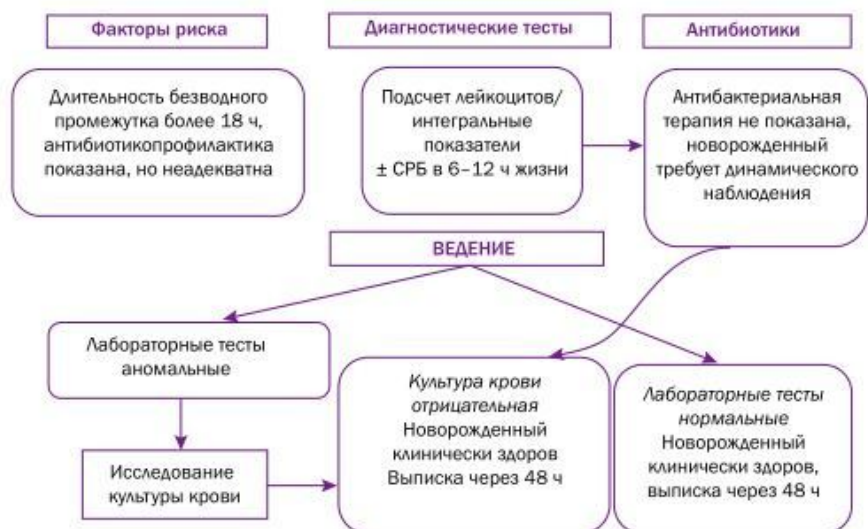 Факторы риска
Диагностические тесты
Антибиотики
Длительность безводного
промежутка более 18 ч,
антибиотикопрофилактика
показана, но неадекватна
Подсчет лейкоцитов/
интегральные
показатели
± СРБ в 6–12 ч жизни
Антибактериальная
терапия не показана,
новорожденный
требует динамического
наблюдения
ВЕДЕНИЕ
Лабораторные тесты
аномальные
Исследование
культуры крови
Культура крови
отрицательная
Новорожденный
клинически здоров
Выписка через 48 ч
Лабораторные тесты
нормальные
Новорожденный
клинически здоров,
выписка через 48 ч